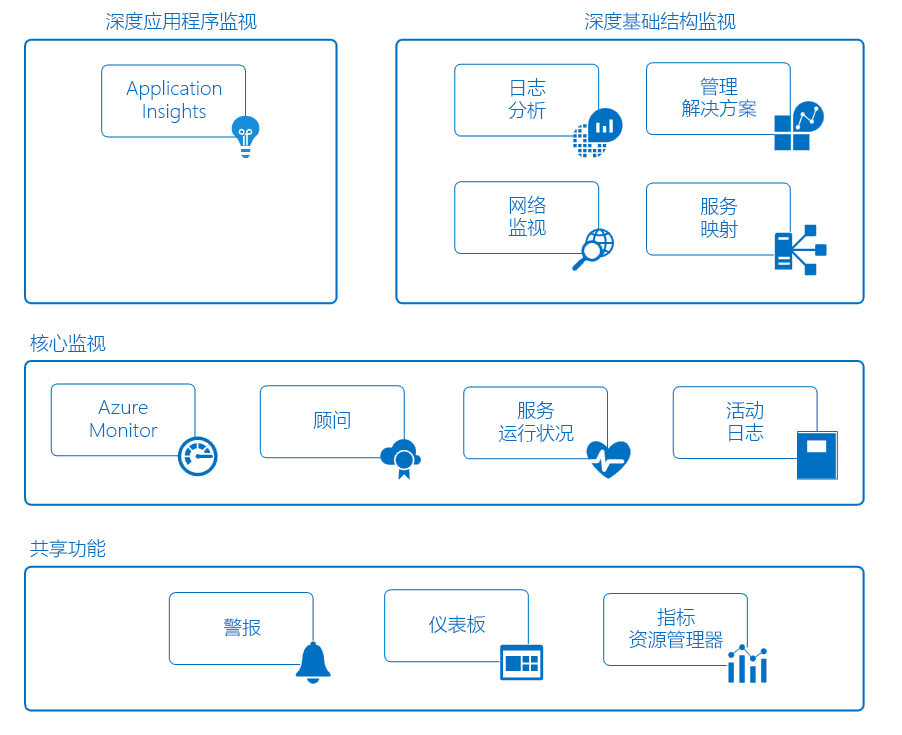 深度应用程序监视
Application
Insights
深度基础结构监视
日志
分析
管理
解决方案
网络
监视
服务
映射
核心监视
Azure
Monitor
顾问
服务
运行状况
活动
日志
共享功能
警报
仪表板
指标
资源管理器